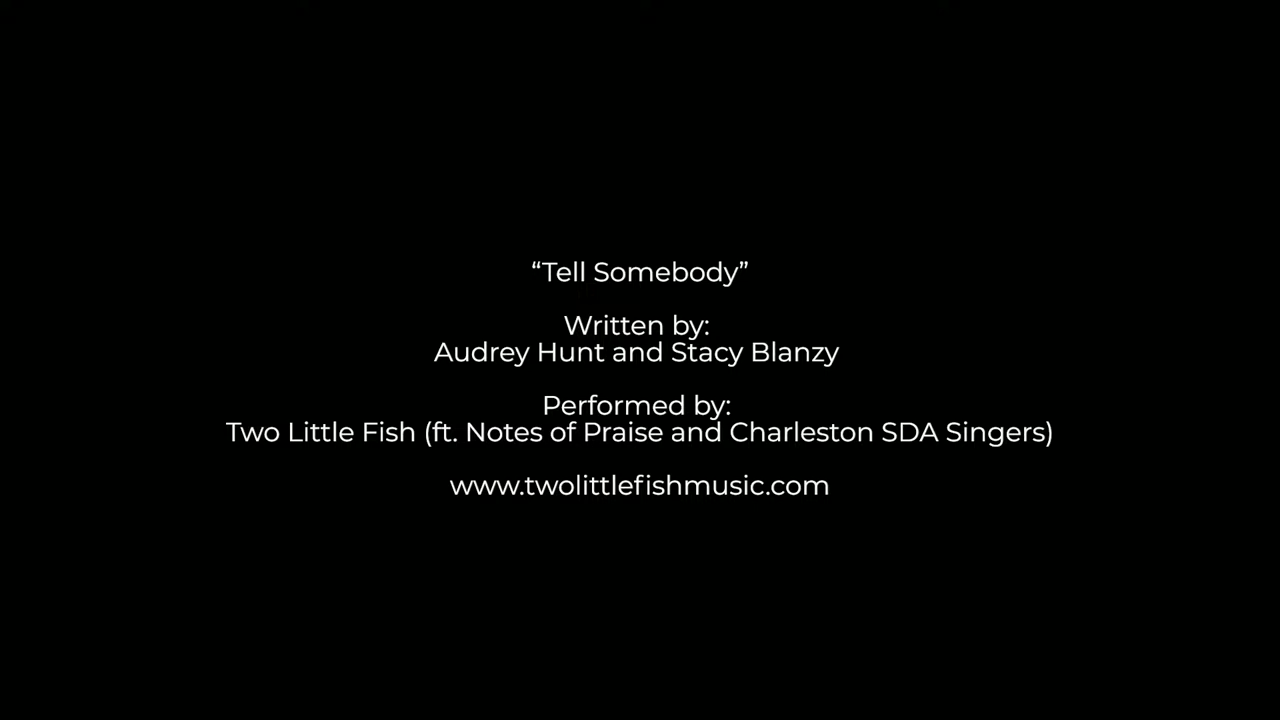 “Tell Somebody”
Written by:
Audrey Hunt and Stacy Blanzy
Performed by:
Two Little Fish (ft. Notes of Praise and Charleston SDA Singers)
www.twolittlefishmusic.com